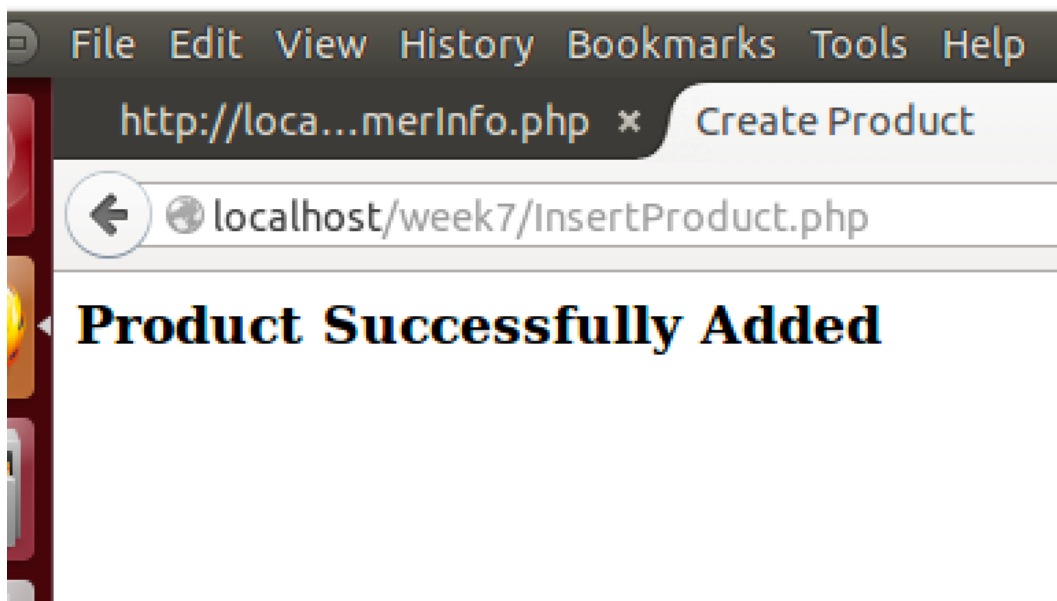 File Edit View History Bookmarks Tools Help
http://loca...merInfo.php × Create Product
localhost/week7/InsertProduct.php
Product Successfully Added